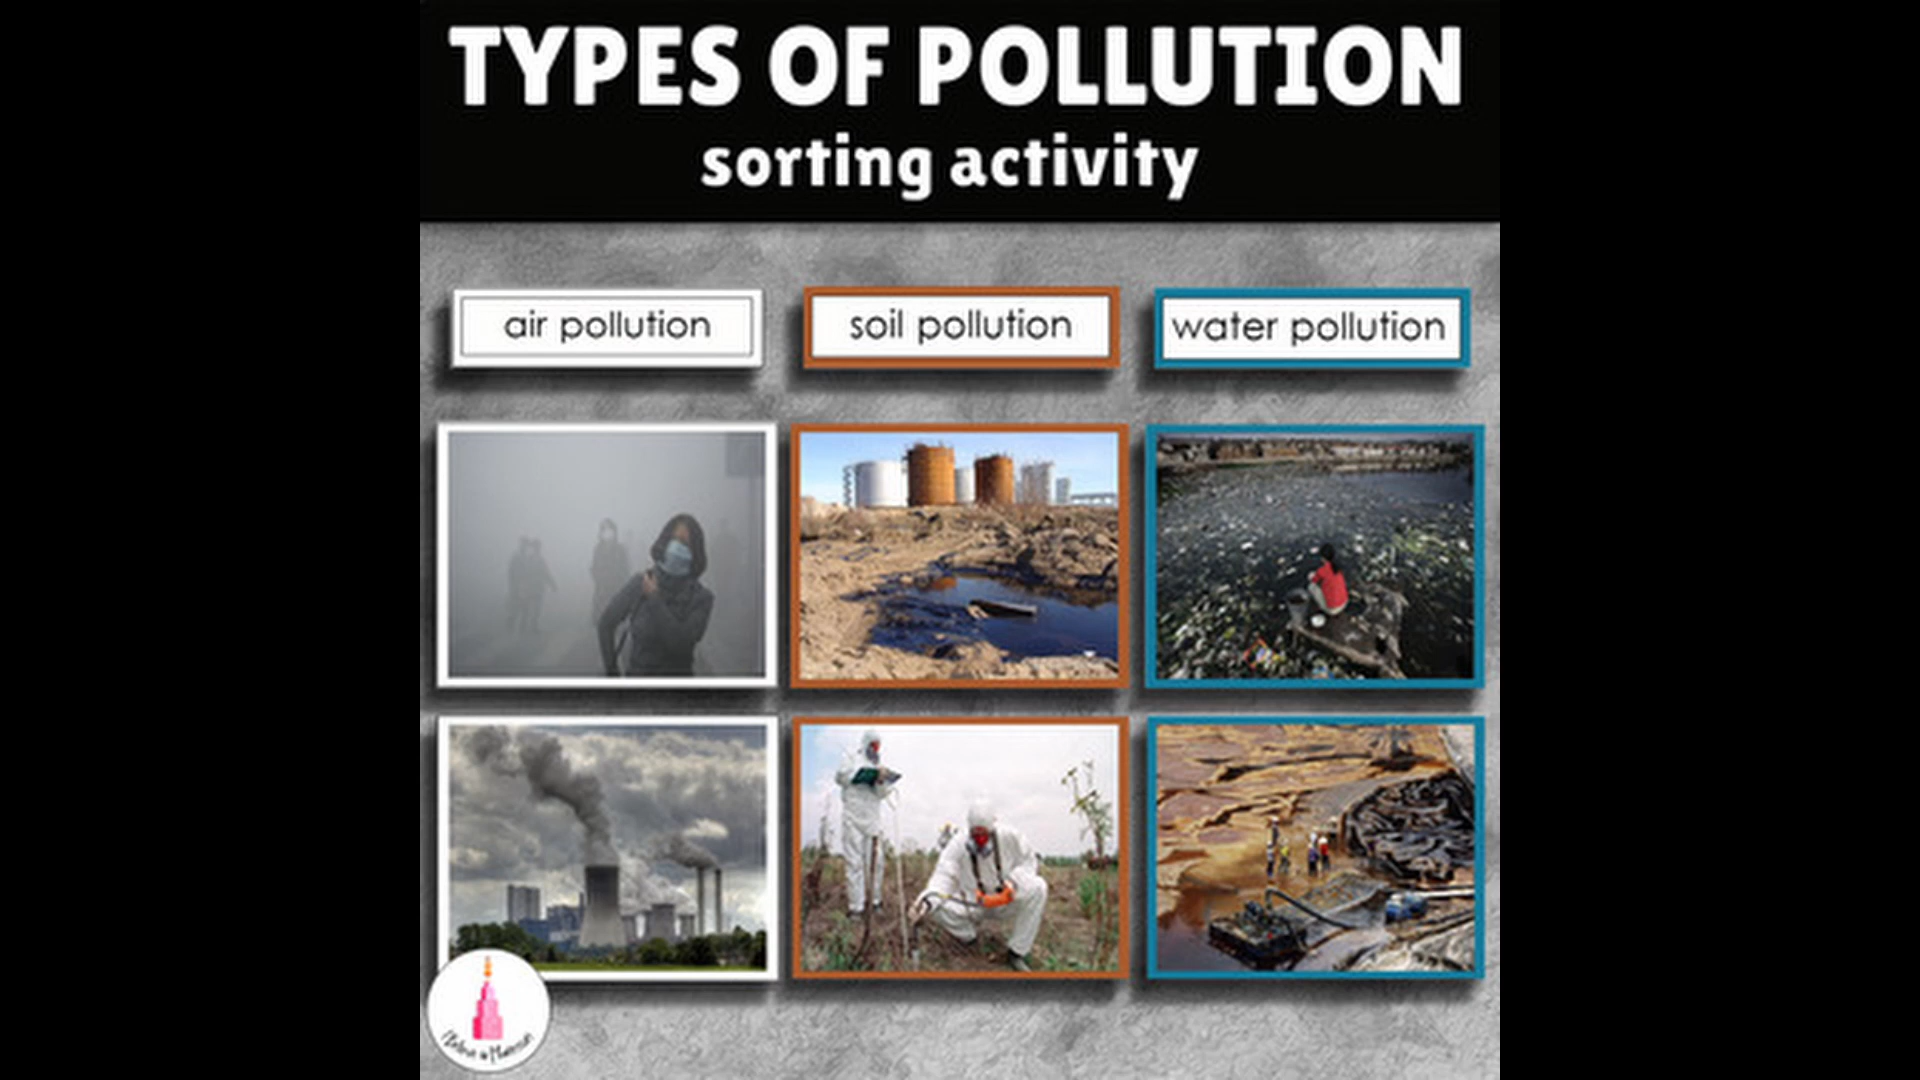 TYPES OF POLLUTION
sorting activity
air pollution
soil pollution
water pollution